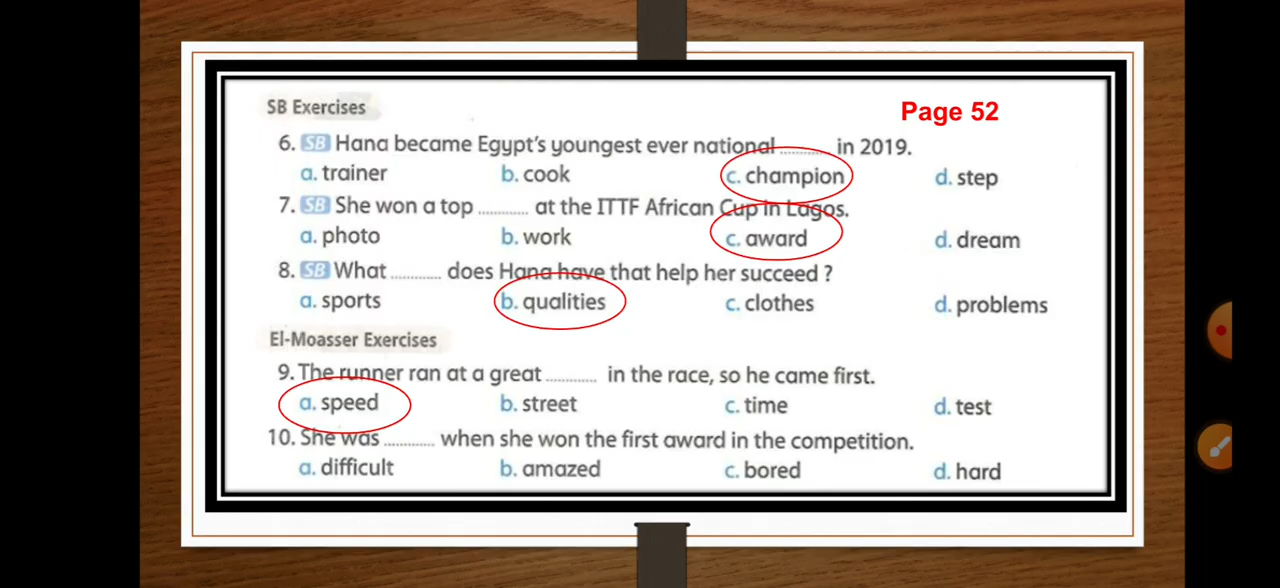 SB Exercises
Page 52
6. SB Hana became Egypt's youngest ever national .......... in 2019.
a. trainer b. cook c. champion d. step
7. SB She won a top .......... at the ITTF African Cup in Lagos.
a. photo b. work c. award d. dream
8. SB What .......... does Hana have that help her succeed ?
a. sports b. qualities c. clothes d. problems
El-Moasser Exercises
9. The runner ran at a great .......... in the race, so he came first.
a. speed b. street c. time d. test
10. She was .......... when she won the first award in the competition.
a. difficult b. amazed c. bored d. hard